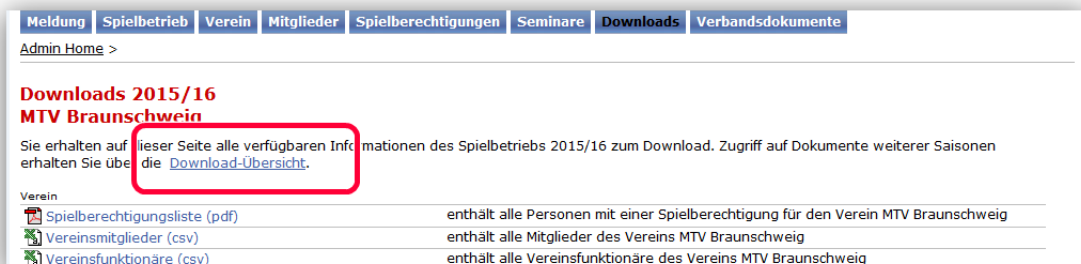 Meldung Spielbetrieb Verein Mitglieder Spielberechtigungen Seminare Downloads Verbandsdokumente
Admin Home >
Downloads 2015/16
MTV Braunschweig
Sie erhalten auf dieser Seite alle verfügbaren Informationen des Spielbetriebs 2015/16 zum Download. Zugriff auf Dokumente weiterer Saisonen
erhalten Sie über die Download-Übersicht.
Verein
Spielberechtigungsliste (pdf) enthält alle Personen mit einer Spielberechtigung für den Verein MTV Braunschweig
Vereinsmitglieder (csv) enthält alle Mitglieder des Vereins MTV Braunschweig
Vereinsfunktionäre (csv) enthält alle Vereinsfunktionäre des Vereins MTV Braunschweig